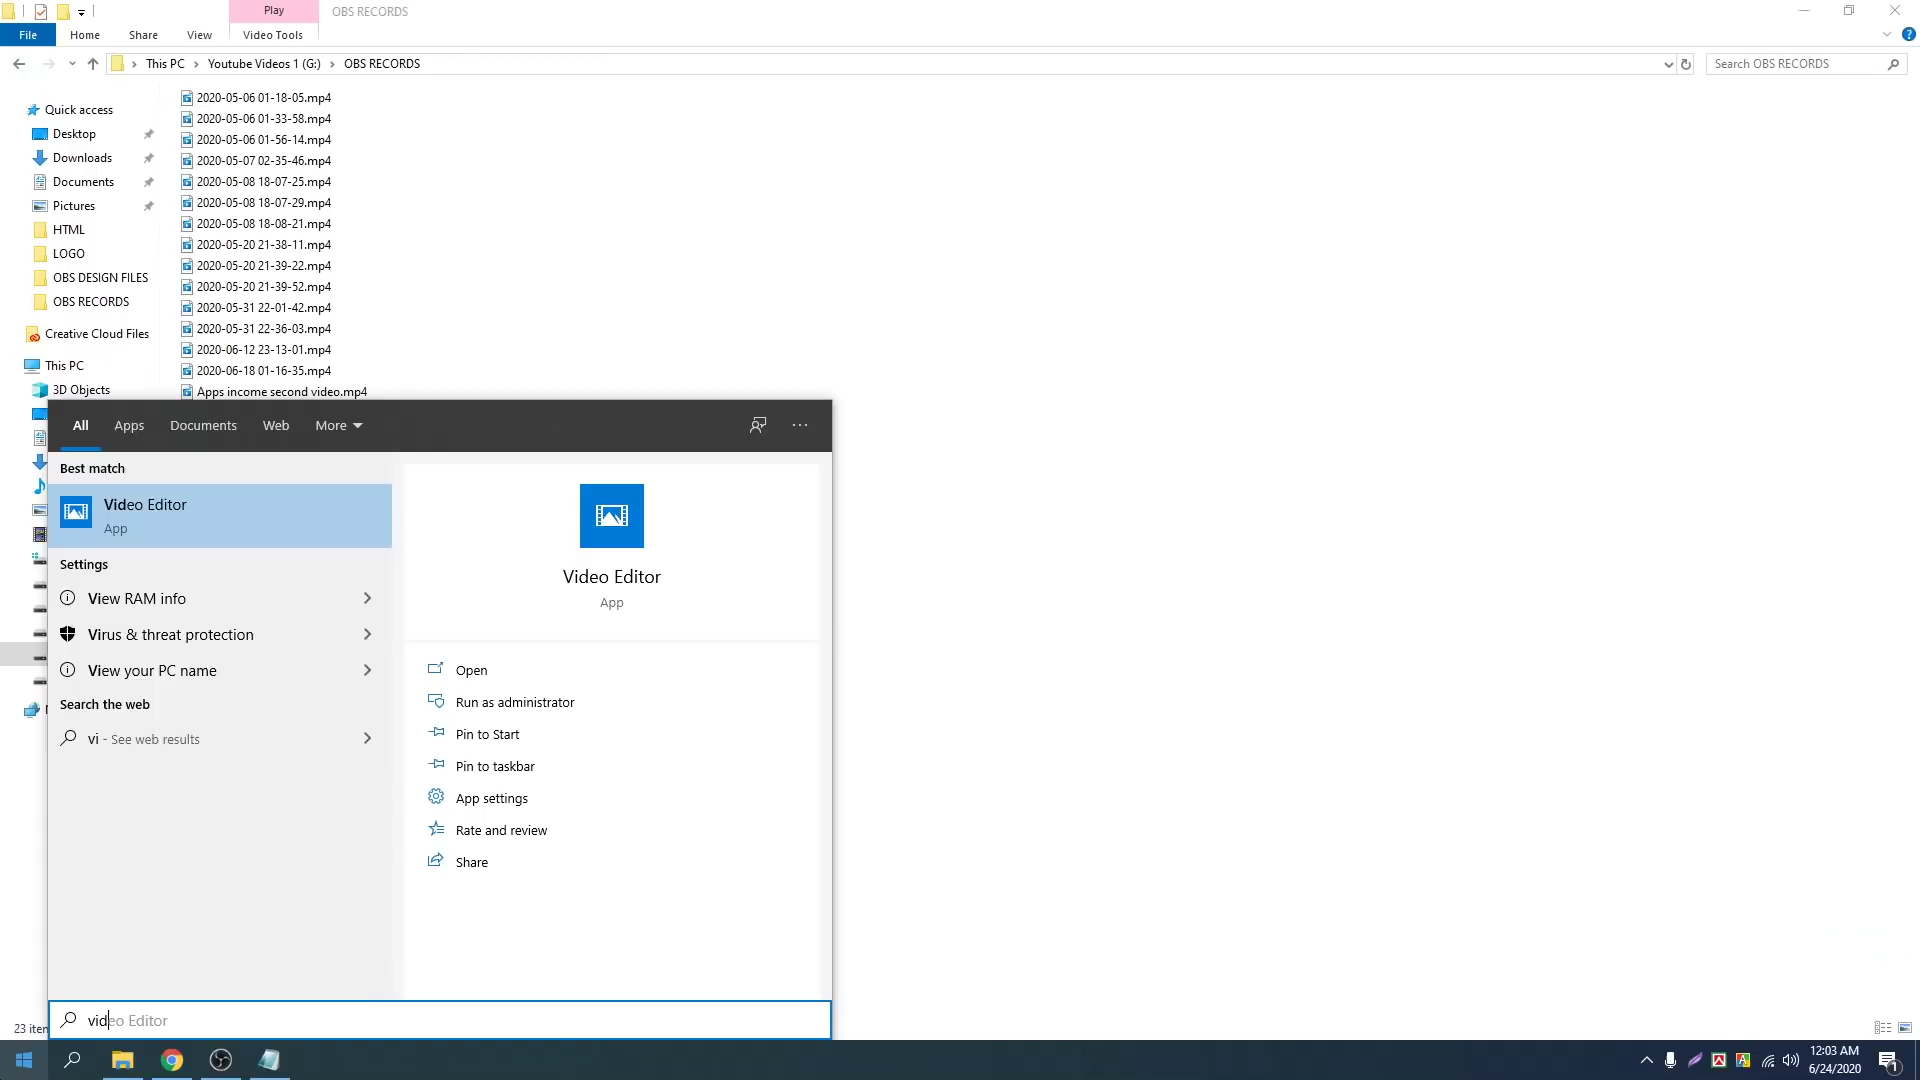 Play
OBS RECORDS
File
Home
Share
View
Video Tools
This PC
Youtube Videos 1 (G:)
OBS RECORDS
Search OBS RECORDS
Quick access
Desktop
Downloads
Documents
Pictures
HTML
LOGO
OBS DESIGN FILES
OBS RECORDS
Creative Cloud Files
This PC
3D Objects
2020-05-06 01-18-05.mp4
2020-05-06 01-33-58.mp4
2020-05-06 01-56-14.mp4
2020-05-07 02-35-46.mp4
2020-05-08 18-07-25.mp4
2020-05-08 18-07-29.mp4
2020-05-08 18-08-21.mp4
2020-05-20 21-38-11.mp4
2020-05-20 21-39-22.mp4
2020-05-20 21-39-52.mp4
2020-05-31 22-01-42.mp4
2020-05-31 22-36-03.mp4
2020-06-12 23-13-01.mp4
2020-06-18 01-16-35.mp4
Apps income second video.mp4
All
Apps
Documents
Web
More
Best match
Video Editor
App
Settings
View RAM info
Virus & threat protection
View your PC name
Search the web
vi - See web results
Video Editor
App
Open
Run as administrator
Pin to Start
Pin to taskbar
App settings
Rate and review
Share
video Editor
23 iten
12:03 AM
6/24/2020
1